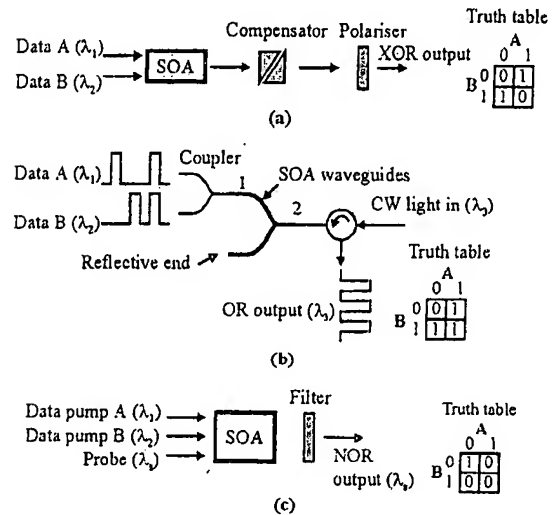 Truth table
A
0 1
Data A (λ₁)
Data B (λ₂)
SOA
Compensator
Polariser
XOR output
B 0 0 1
1 1 0
(a)
Data A (λ₁)
Data B (λ₂)
Coupler
1
SOA waveguides
2
CW light in (λ₃)
Reflective end
OR output (λ₃)
Truth table
A
0 1
B 0 0 1
1 1 1
(b)
Data pump A (λ₁)
Data pump B (λ₂)
Probe (λₛ)
SOA
Filter
NOR
output (λₛ)
Truth table
A
0 1
B 0 1 0
1 0 0
(c)